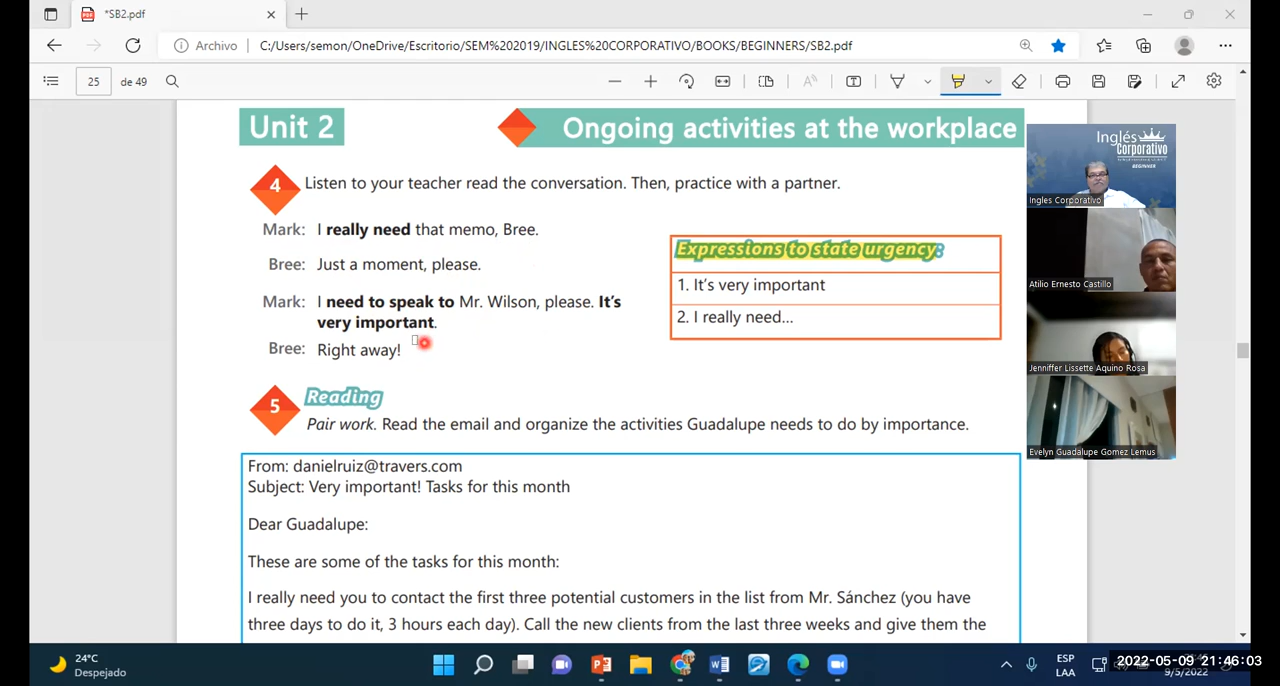 *SB2.pdf
Archivo
C:/Users/semon/OneDrive/Escritorio/SEM%202019/INGLES%20CORPORATIVO/BOOKS/BEGINNERS/SB2.pdf
25 de 49
Unit 2
Ongoing activities at the workplace
4 Listen to your teacher read the conversation. Then, practice with a partner.
Mark: I really need that memo, Bree.
Bree: Just a moment, please.
Mark: I need to speak to Mr. Wilson, please. It's
very important.
Bree: Right away!
Expressions to state urgency:
1. It's very important
2. I really need...
5 Reading
Pair work. Read the email and organize the activities Guadalupe needs to do by importance.
From: danielruiz@travers.com
Subject: Very important! Tasks for this month
Dear Guadalupe:
These are some of the tasks for this month:
I really need you to contact the first three potential customers in the list from Mr. Sánchez (you have
three days to do it, 3 hours each day). Call the new clients from the last three weeks and give them the
Inglés
Corporativo
BEGINNER
Ingles Corporativo
Atilio Ernesto Castillo
Jenniffer Lissette Aquino Rosa
Evelyn Guadalupe Gomez Lemus
24°C
Despejado
ESP
LAA
2022-05-09 21:46:03
9/5/2022